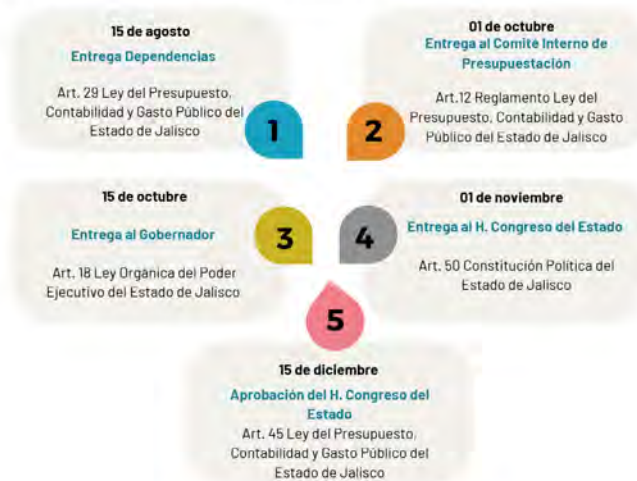 15 de agosto
Entrega Dependencias
Art. 29 Ley del Presupuesto,
Contabilidad y Gasto Público del
Estado de Jalisco
1
01 de octubre
Entrega al Comité Interno de
Presupuestación
Art.12 Reglamento Ley del
Presupuesto, Contabilidad y Gasto
Público del Estado de Jalisco
2
15 de octubre
Entrega al Gobernador
Art. 18 Ley Orgánica del Poder
Ejecutivo del Estado de Jalisco
3
01 de noviembre
Entrega al H. Congreso del Estado
Art. 50 Constitución Política del
Estado de Jalisco
4
5
15 de diciembre
Aprobación del H. Congreso del
Estado
Art. 45 Ley del Presupuesto,
Contabilidad y Gasto Público del
Estado de Jalisco